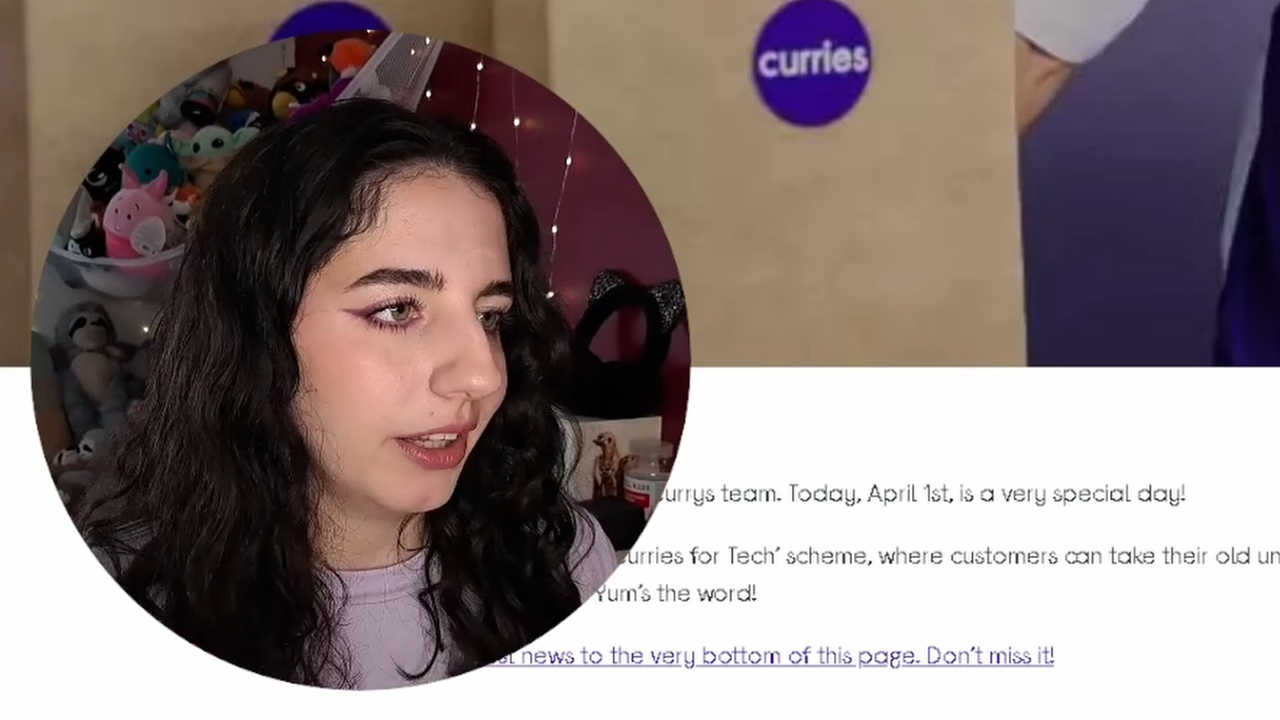 curries
currys team. Today, April 1st, is a very special day!
urries for Tech’ scheme, where customers can take their old un
Yum’s the word!
news to the very bottom of this page. Don’t miss it!